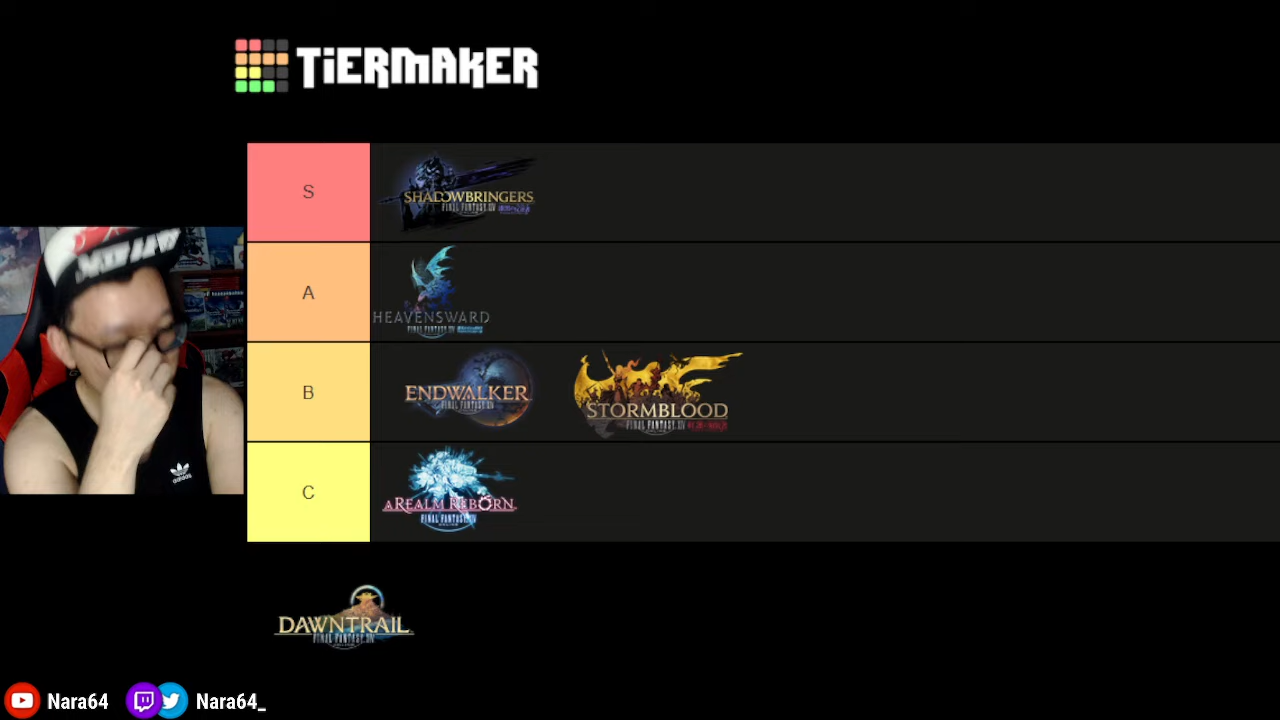 TiERMAKER
S
SHADOWBRINGERS
FINAL FANTASY XIV
A
HEAVENSWARD
FINAL FANTASY XIV
B
ENDWALKER
FINAL FANTASY XIV
STORMBLOOD
FINAL FANTASY XIV
C
A REALM REBORN
FINAL FANTASY XIV
adidas
DAWNTRAIL
FINAL FANTASY XIV
Nara64
Nara64_